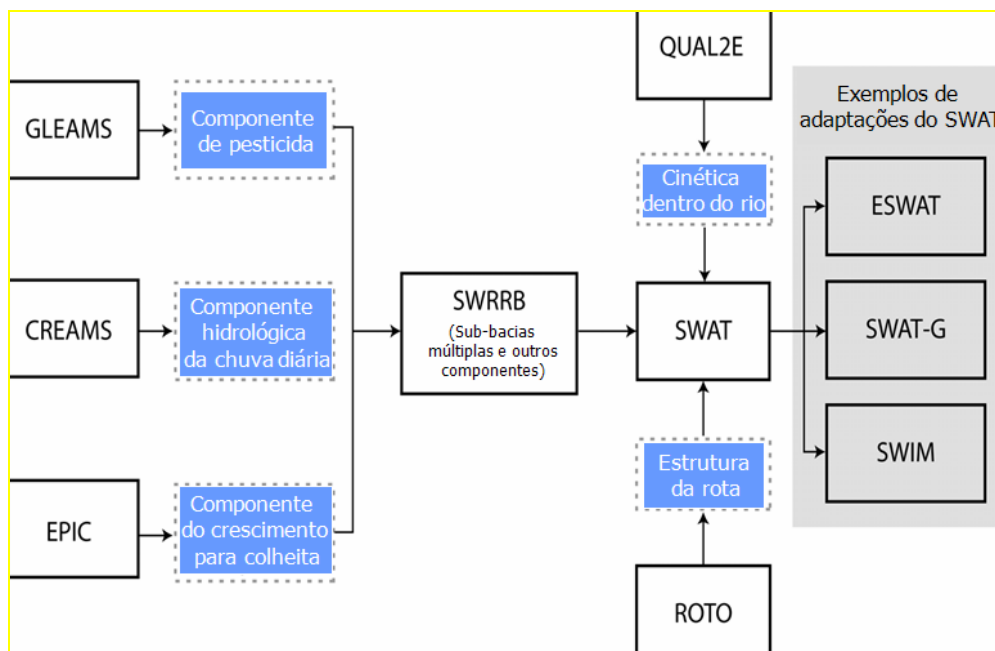 GLEAMS
Componente
de pesticida
CREAMS
Componente
hidrológica
da chuva diária
EPIC
Componente
do crescimento
para colheita
SWRRB
(Sub-bacias
múltiplas e outros
componentes)
QUAL2E
Cinética
dentro do rio
SWAT
Estrutura
da rota
ROTO
Exemplos de
adaptações do SWAT
ESWAT
SWAT-G
SWIM